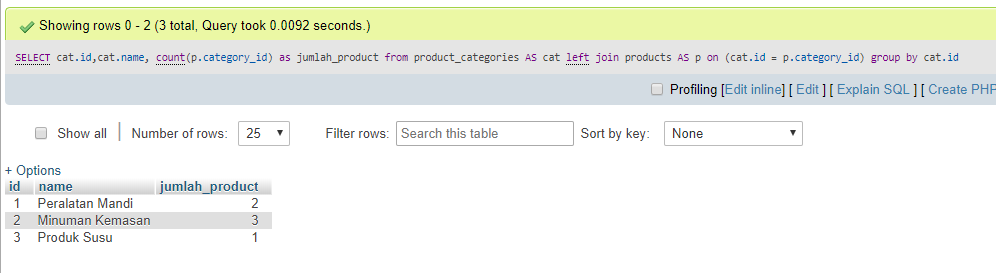 Showing rows 0 - 2 (3 total, Query took 0.0092 seconds.)
SELECT cat.id,cat.name, count(p.category_id) as jumlah_product from product_categories AS cat left join products AS p on (cat.id = p.category_id) group by cat.id
Profiling [Edit inline] [ Edit ] [ Explain SQL ] [ Create PHP
Show all | Number of rows: 25 Filter rows: Search this table Sort by key: None
+ Options
id name jumlah_product
1 Peralatan Mandi 2
2 Minuman Kemasan 3
3 Produk Susu 1